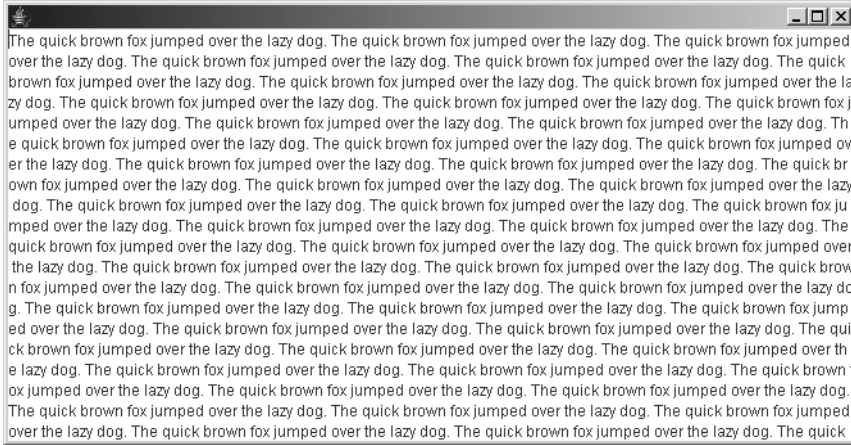 The quick brown fox jumped over the lazy dog. The quick brown fox jumped over the lazy dog. The quick brown fox jumped
over the lazy dog. The quick brown fox jumped over the lazy dog. The quick brown fox jumped over the lazy dog. The quick
brown fox jumped over the lazy dog. The quick brown fox jumped over the lazy dog. The quick brown fox jumped over the la
zy dog. The quick brown fox jumped over the lazy dog. The quick brown fox jumped over the lazy dog. The quick brown fox j
umped over the lazy dog. The quick brown fox jumped over the lazy dog. The quick brown fox jumped over the lazy dog. Th
e quick brown fox jumped over the lazy dog. The quick brown fox jumped over the lazy dog. The quick brown fox jumped ov
er the lazy dog. The quick brown fox jumped over the lazy dog. The quick brown fox jumped over the lazy dog. The quick br
own fox jumped over the lazy dog. The quick brown fox jumped over the lazy dog. The quick brown fox jumped over the lazy
dog. The quick brown fox jumped over the lazy dog. The quick brown fox jumped over the lazy dog. The quick brown fox ju
mped over the lazy dog. The quick brown fox jumped over the lazy dog. The quick brown fox jumped over the lazy dog. The
quick brown fox jumped over the lazy dog. The quick brown fox jumped over the lazy dog. The quick brown fox jumped over
the lazy dog. The quick brown fox jumped over the lazy dog. The quick brown fox jumped over the lazy dog. The quick brow
n fox jumped over the lazy dog. The quick brown fox jumped over the lazy dog. The quick brown fox jumped over the lazy do
g. The quick brown fox jumped over the lazy dog. The quick brown fox jumped over the lazy dog. The quick brown fox jump
ed over the lazy dog. The quick brown fox jumped over the lazy dog. The quick brown fox jumped over the lazy dog. The qui
ck brown fox jumped over the lazy dog. The quick brown fox jumped over the lazy dog. The quick brown fox jumped over th
e lazy dog. The quick brown fox jumped over the lazy dog. The quick brown fox jumped over the lazy dog. The quick brown
ox jumped over the lazy dog. The quick brown fox jumped over the lazy dog. The quick brown fox jumped over the lazy dog.
The quick brown fox jumped over the lazy dog. The quick brown fox jumped over the lazy dog. The quick brown fox jumped
over the lazy dog. The quick brown fox jumped over the lazy dog. The quick brown fox jumped over the lazy dog. The quick